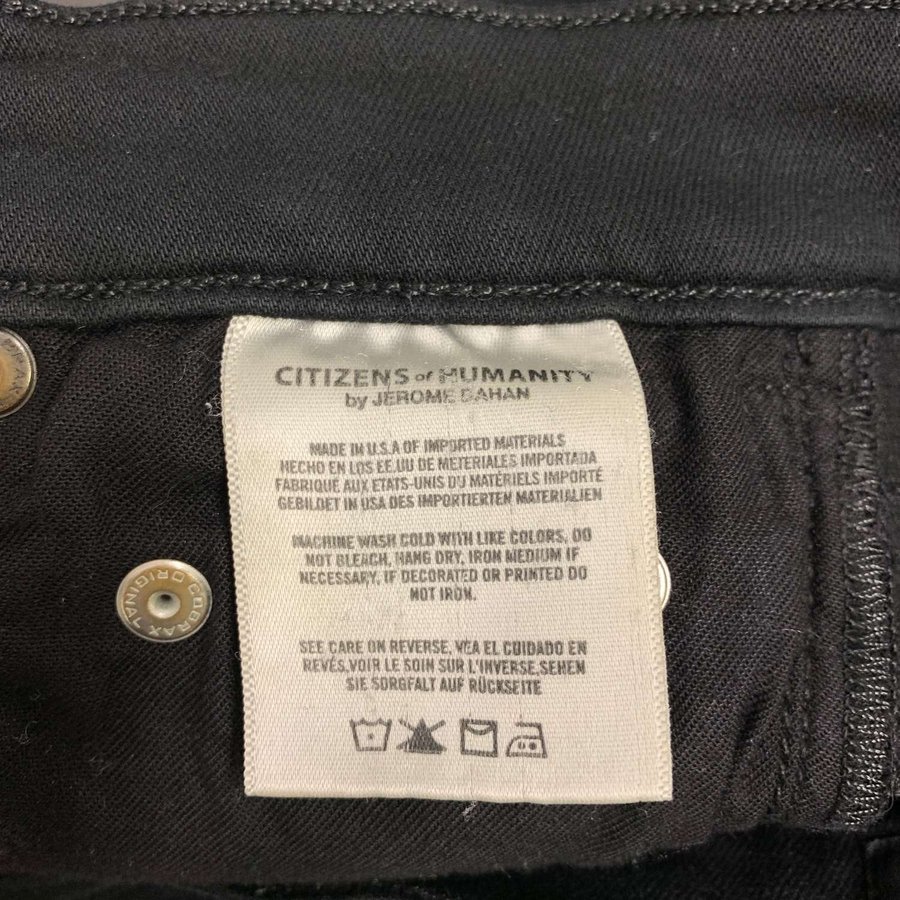 CITIZENS of HUMANITY
by JEROME DAHAN
MADE IN U.S.A OF IMPORTED MATERIALS
HECHO EN LOS EE.UU DE METERIALES IMPORTADA
FABRIQUÉ AUX ETATS-UNIS DU MATÉRIELS IMPORTÉ
GEBILDET IN USA DES IMPORTIERTEN MATERIALIEN
MACHINE WASH COLD WITH LIKE COLORS, DO
NOT BLEACH, HANG DRY, IRON MEDIUM IF
NECESSARY, IF DECORATED OR PRINTED DO
NOT IRON.
SEE CARE ON REVERSE, VEA EL CUIDADO EN
REVÉS,VOIR LE SOIN SUR L'INVERSE,SEHEN
SIE SORGFALT AUF RÜCKSEITE
COBRAX ORIGINAL